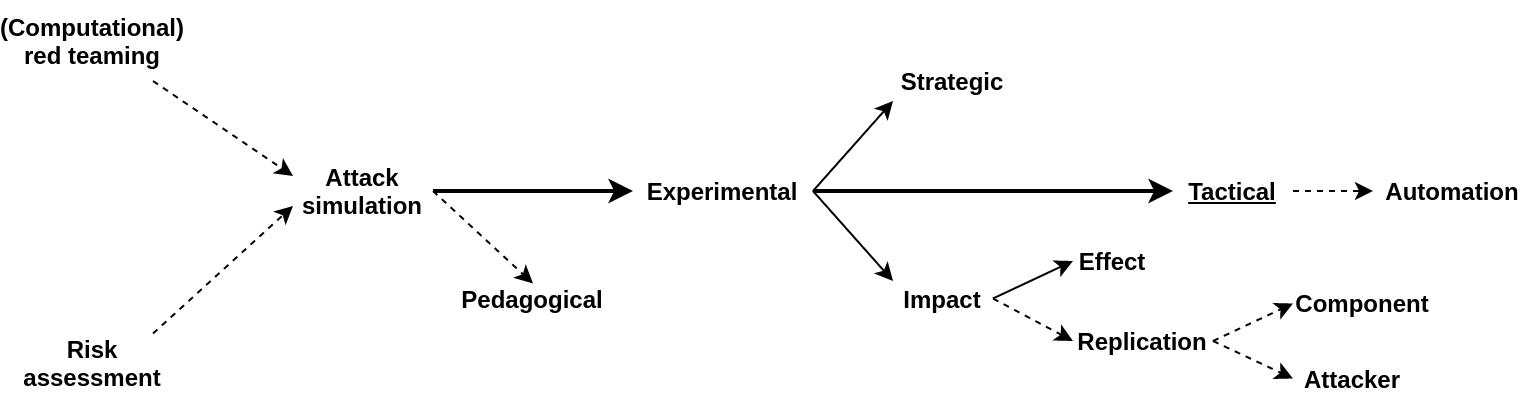 (Computational)
red teaming
Strategic
Attack
simulation
Experimental
Tactical
Automation
Effect
Pedagogical
Impact
Component
Replication
Risk
assessment
Attacker